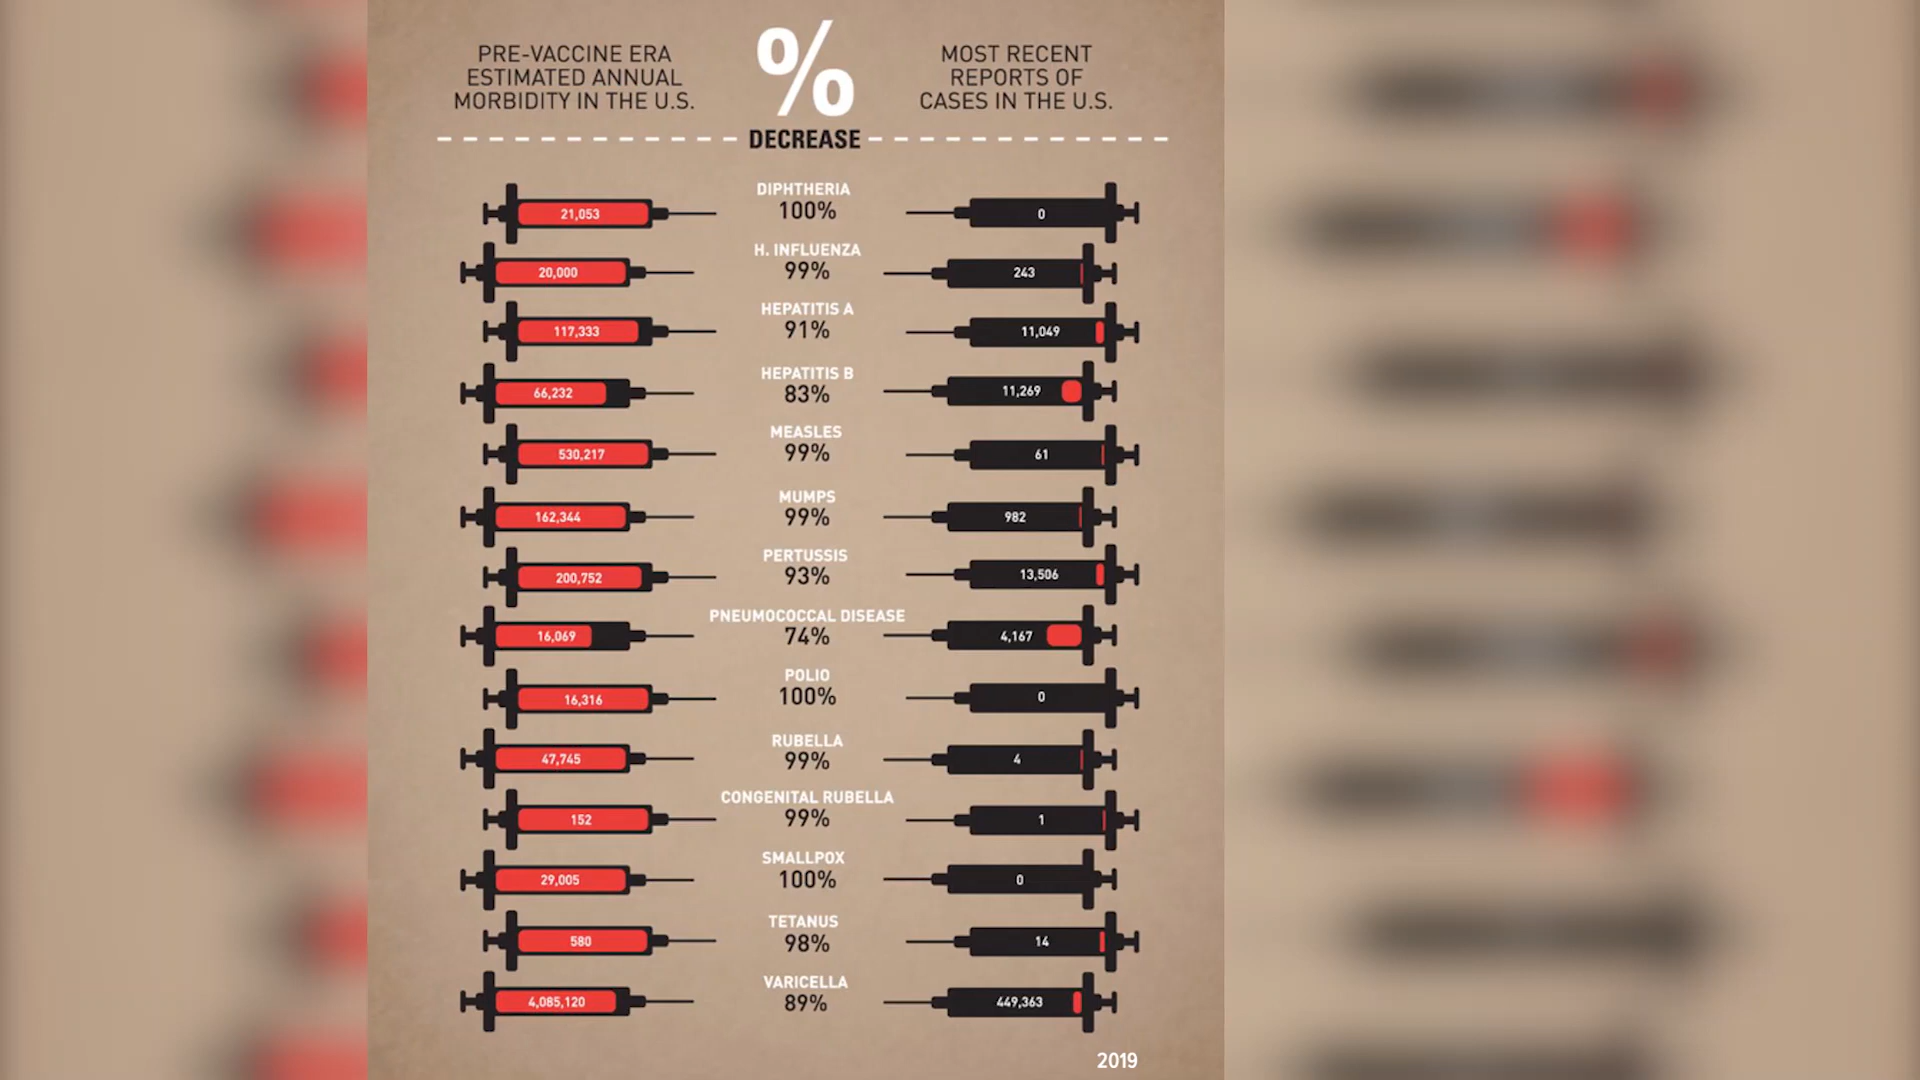 PRE-VACCINE ERA
ESTIMATED ANNUAL
MORBIDITY IN THE U.S.
%
DECREASE
MOST RECENT
REPORTS OF
CASES IN THE U.S.
DIPHTHERIA
21,053 100% 0
H. INFLUENZA
20,000 99% 243
HEPATITIS A
117,333 91% 11,049
HEPATITIS B
66,232 83% 11,269
MEASLES
530,217 99% 61
MUMPS
162,344 99% 982
PERTUSSIS
200,752 93% 13,506
PNEUMOCOCCAL DISEASE
16,069 74% 4,167
POLIO
16,316 100% 0
RUBELLA
47,745 99% 4
CONGENITAL RUBELLA
152 99% 1
SMALLPOX
29,005 100% 0
TETANUS
580 98% 14
VARICELLA
4,085,120 89% 449,363
2019